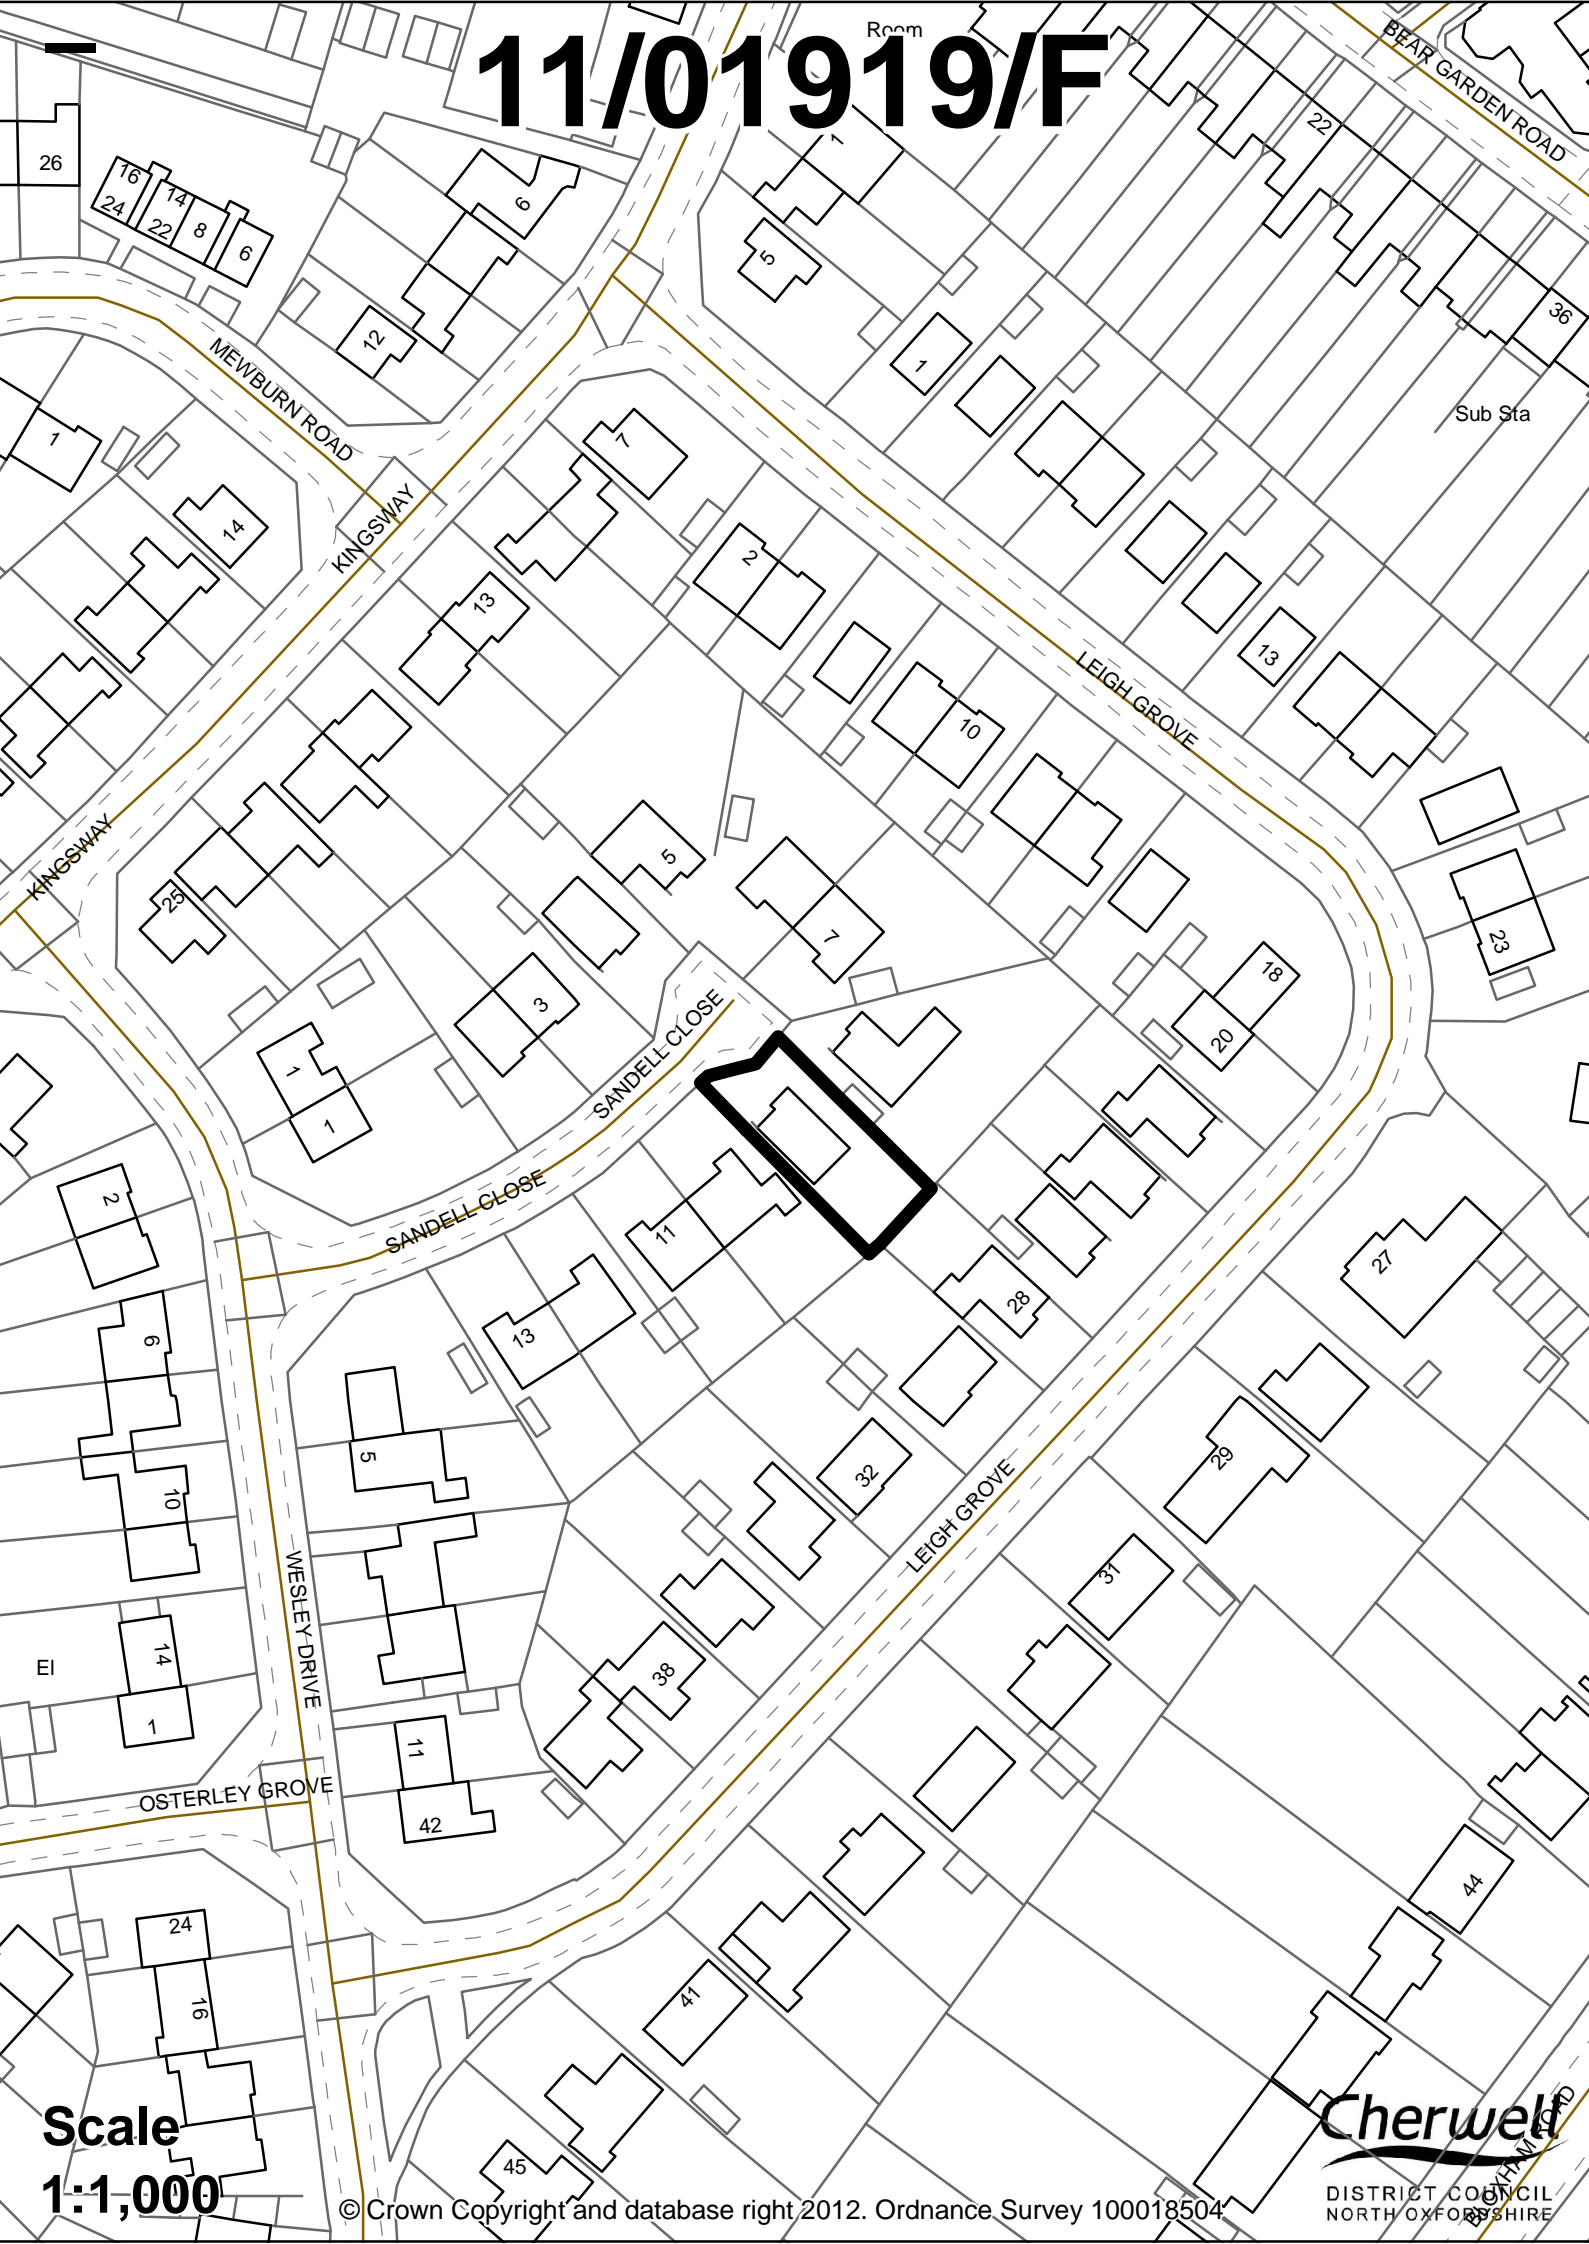 Room
11/01919/F
BEAR GARDEN ROAD
22
1
26
16
14
24
22
8
6
6
5
12
1
36
MEWBURN ROAD
Sub Sta
1
7
14
KINGSWAY
2
13
13
LEIGH GROVE
10
5
KINGSWAY
25
7
23
18
3
20
SANDELL CLOSE
1
1
2
SANDELL CLOSE
11
27
28
13
6
5
29
32
10
LEIGH GROVE
31
WESLEY DRIVE
14
El
38
1
11
OSTERLEY GROVE
42
44
24
16
41
Scale
1:1,000
45
© Crown Copyright and database right 2012. Ordnance Survey 100018504
Cherwell
DISTRICT COUNCIL
NORTH OXFORDSHIRE
BLOXHAM ROAD